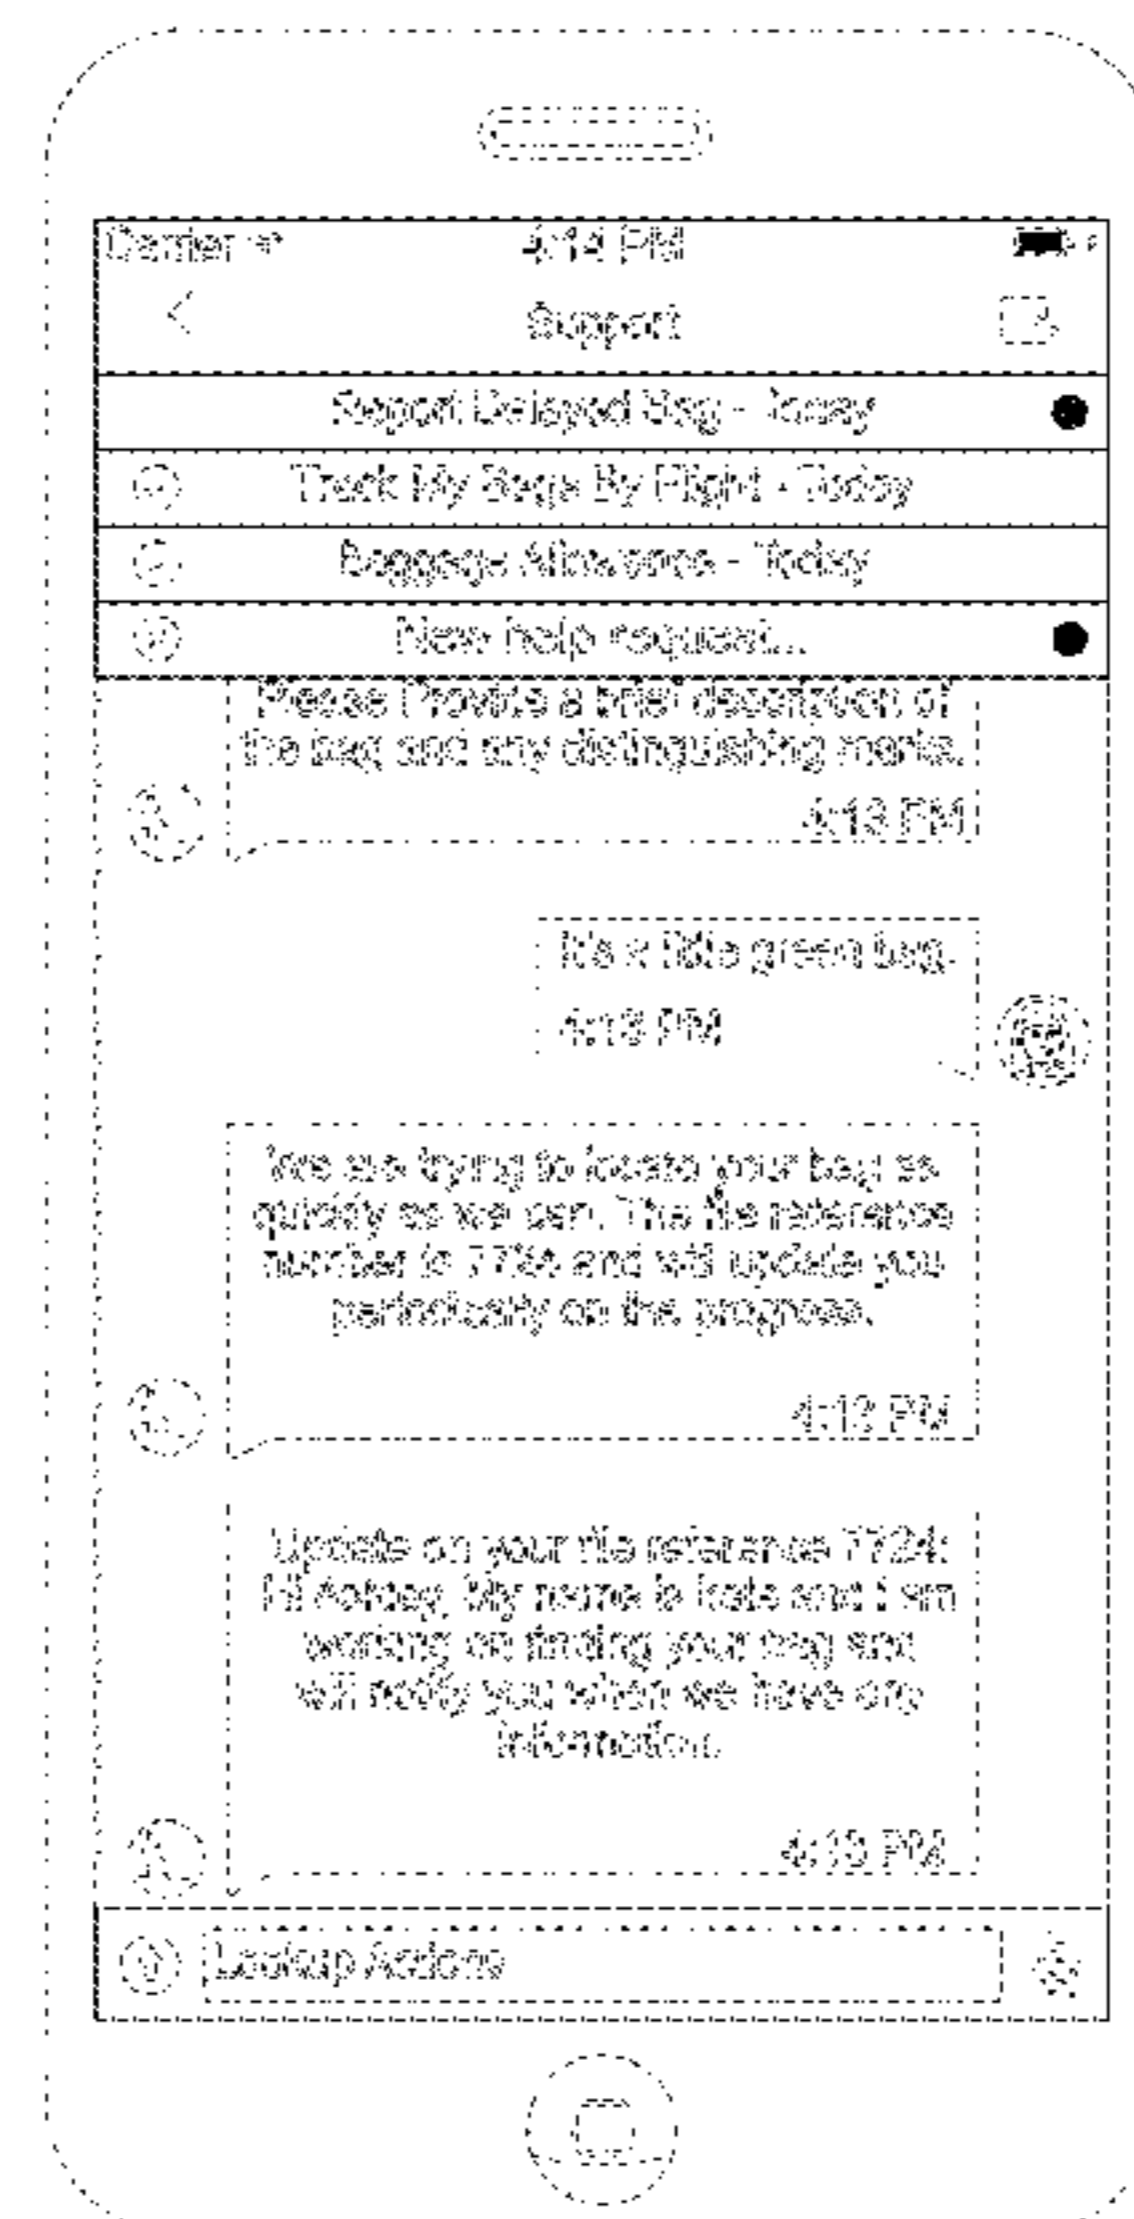 Carrier 4:14 PM
Support
Report Delayed Bag - Today
Track My Bags By Flight - Today
Baggage Allowance - Today
New help request...
Please Provide a brief description of
the bag and any distinguishing marks.
4:13 PM
It's a little green bag.
4:13 PM
We are trying to locate your bag as
quickly as we can. The file reference
number is 7724 and will update you
periodically on the progress.
4:13 PM
Update on your file reference 7724:
Hi My name is Kate and I am
working on finding your bag and
will notify you when we have any
information.
PM
Lookup Actions